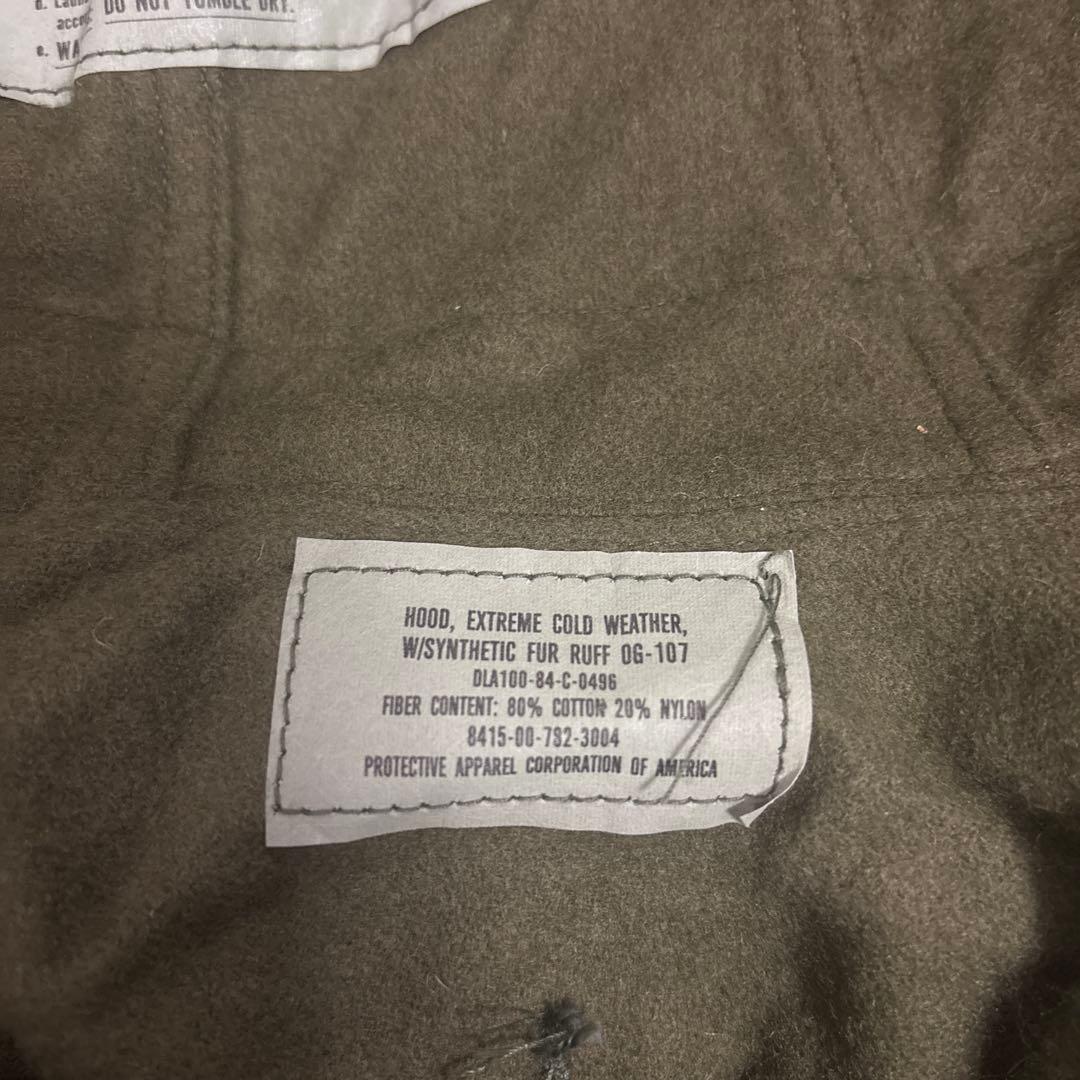 d.
DO NOT TUMBLE DRY.
e. WA
HOOD, EXTREME COLD WEATHER,
W/SYNTHETIC FUR RUFF OG-107
DLA100-84-C-0496
FIBER CONTENT: 80% COTTON 20% NYLON
8415-00-782-3004
PROTECTIVE APPAREL CORPORATION OF AMERICA